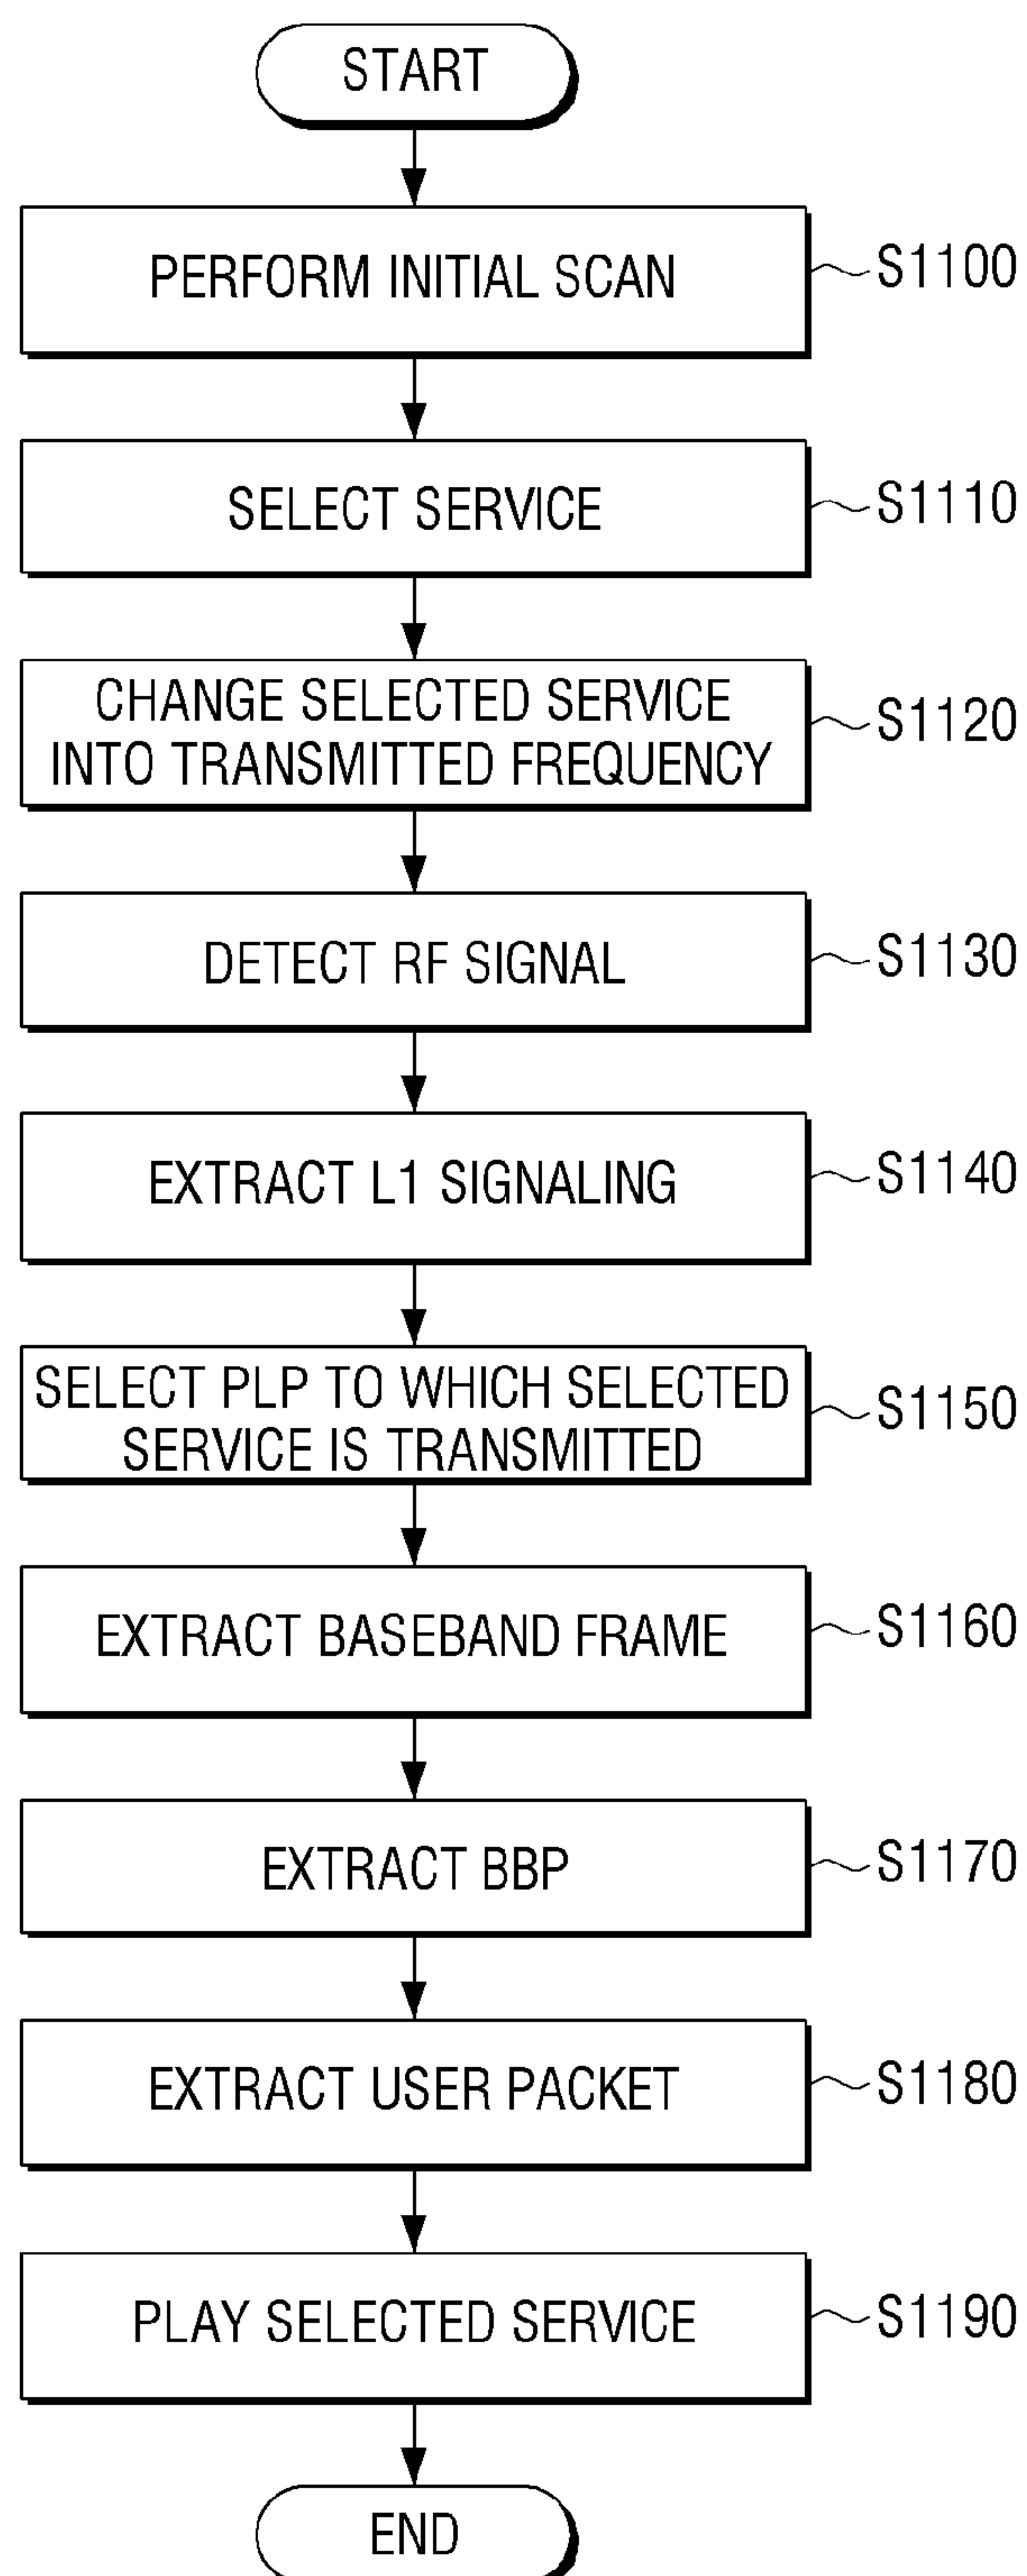 START
PERFORM INITIAL SCAN
S1100
SELECT SERVICE
S1110
CHANGE SELECTED SERVICE
INTO TRANSMITTED FREQUENCY
S1120
DETECT RF SIGNAL
S1130
EXTRACT L1 SIGNALING
S1140
SELECT PLP TO WHICH SELECTED
SERVICE IS TRANSMITTED
S1150
EXTRACT BASEBAND FRAME
S1160
EXTRACT BBP
S1170
EXTRACT USER PACKET
S1180
PLAY SELECTED SERVICE
S1190
END